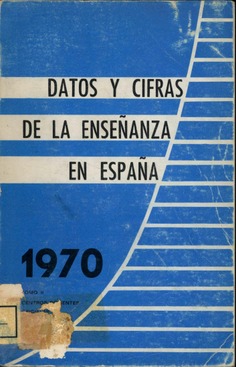 DATOS Y CIFRAS
DE LA ENSEÑANZA
EN ESPAÑA
1970